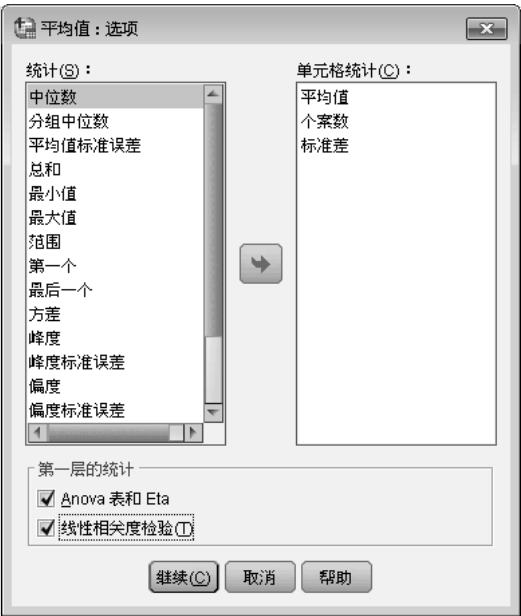 平均值：选项
统计(S)：
中位数
分组中位数
平均值标准误差
总和
最小值
最大值
范围
第一个
最后一个
方差
峰度
峰度标准误差
偏度
偏度标准误差
单元格统计(C)：
平均值
个案数
标准差
第一层的统计
Anova 表和 Eta
线性相关度检验(T)
继续(C)
取消
帮助